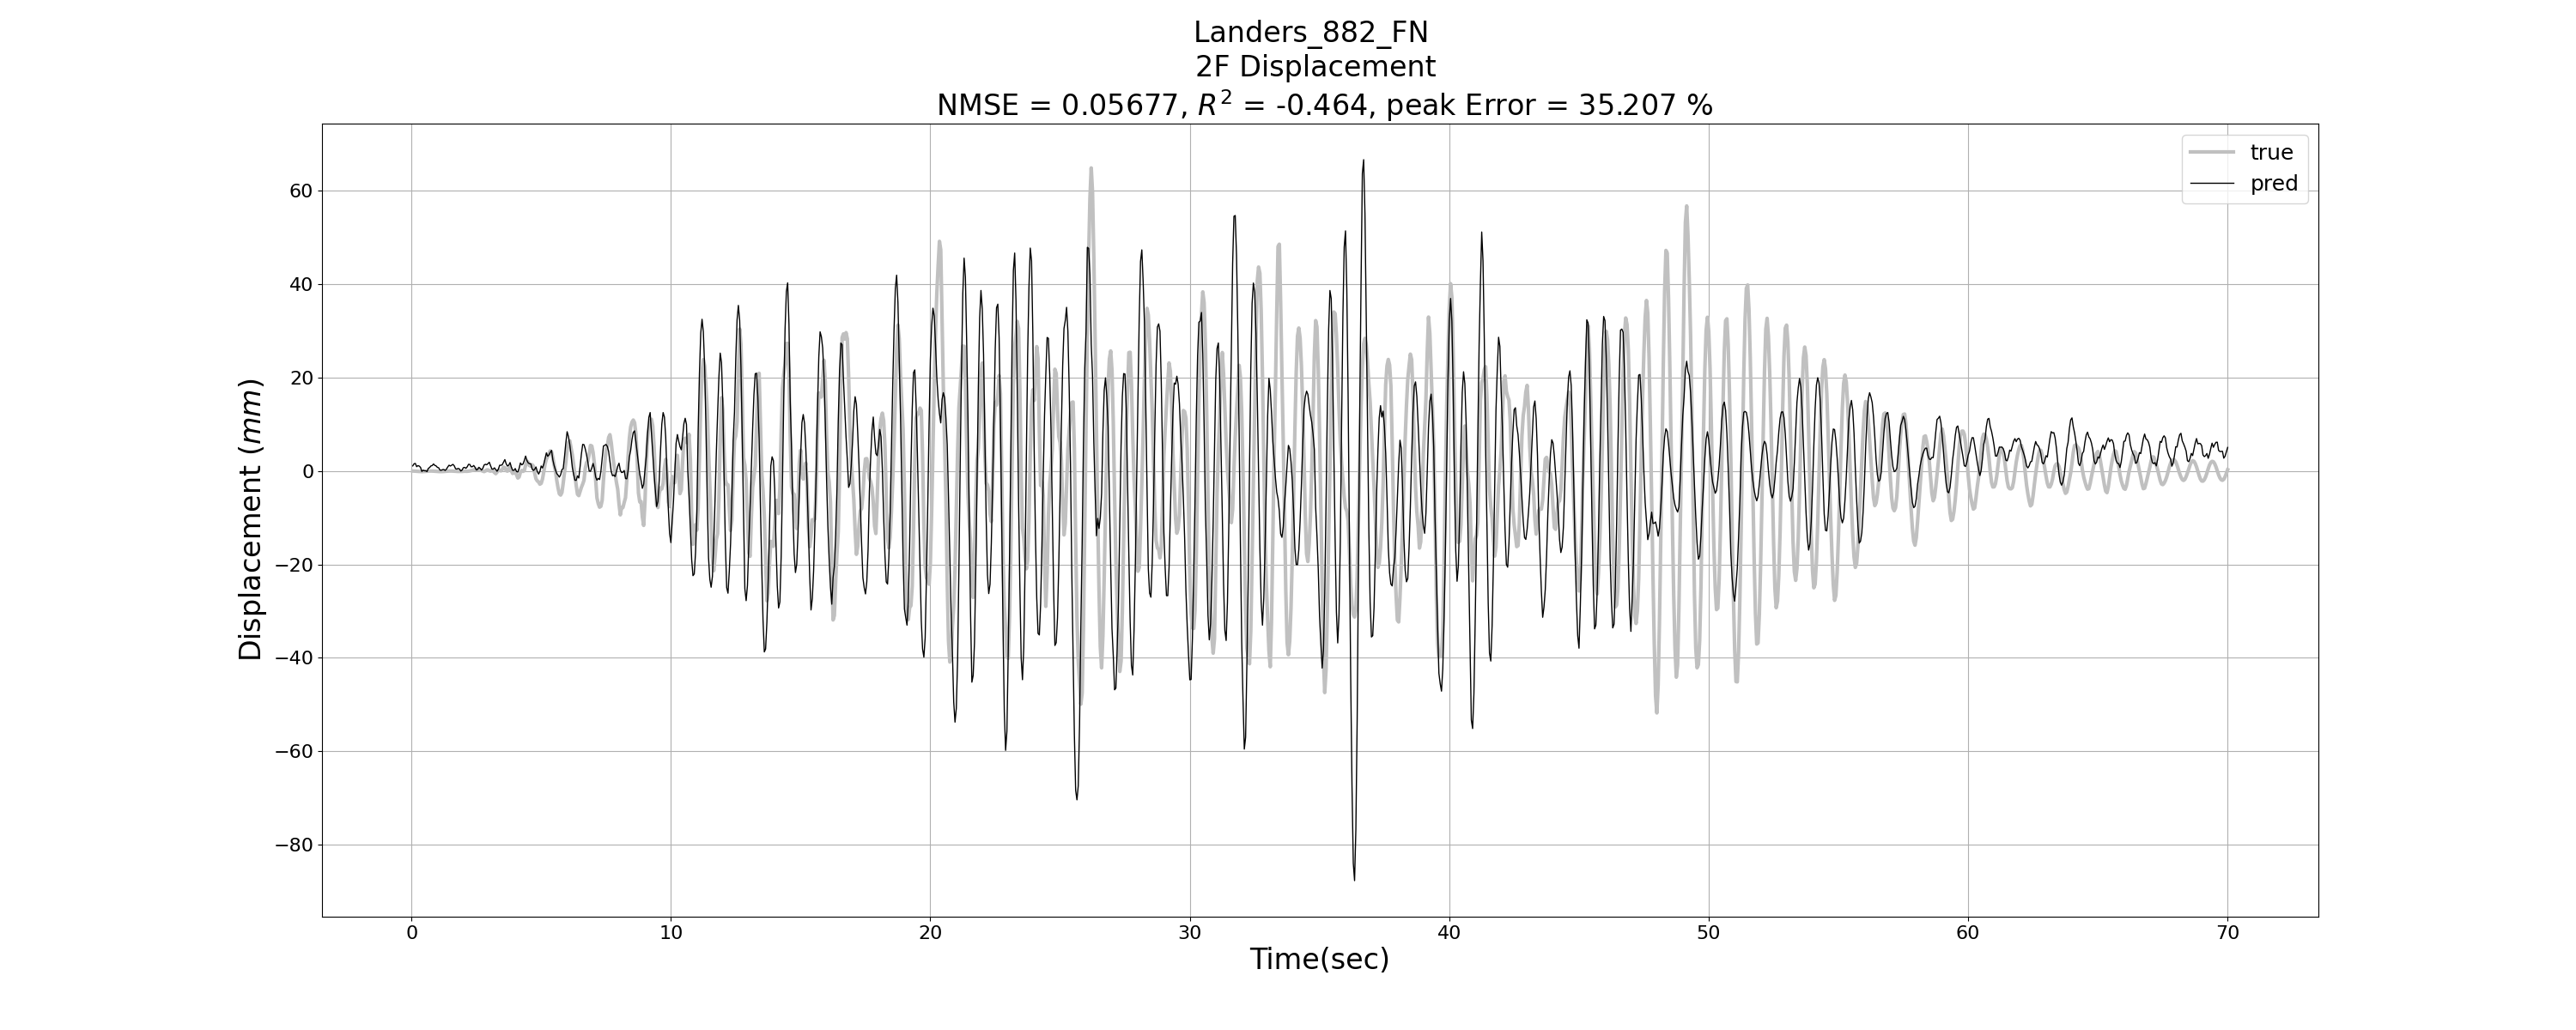 Landers_882_FN
2F Displacement
NMSE = 0.05677, R² = -0.464, peak Error = 35.207 %
true
pred
60
40
20
0
−20
−40
−60
−80
Displacement (mm)
0 10 20 30 40 50 60 70
Time(sec)